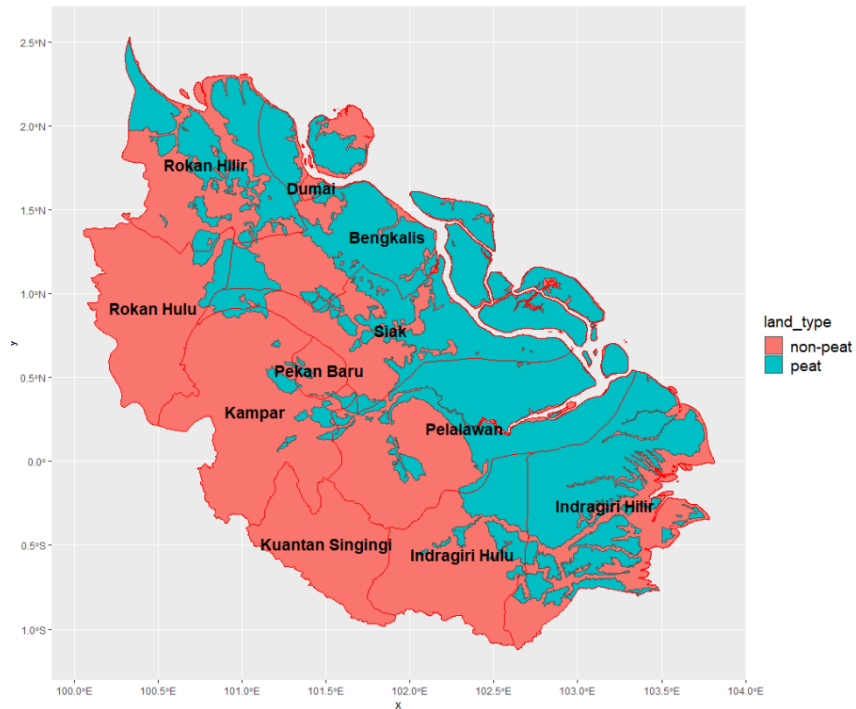 2.5°N
2.0°N
1.5°N
1.0°N
0.5°N
0.0°
0.5°S
1.0°S
y
Rokan Hilir
Dumai
Bengkalis
Rokan Hulu
Siak
Pekan Baru
Kampar
Pelalawan
Indragiri Hilir
Kuantan Singingi
Indragiri Hulu
land_type
non-peat
peat
100.0°E 100.5°E 101.0°E 101.5°E 102.0°E 102.5°E 103.0°E 103.5°E 104.0°E
x